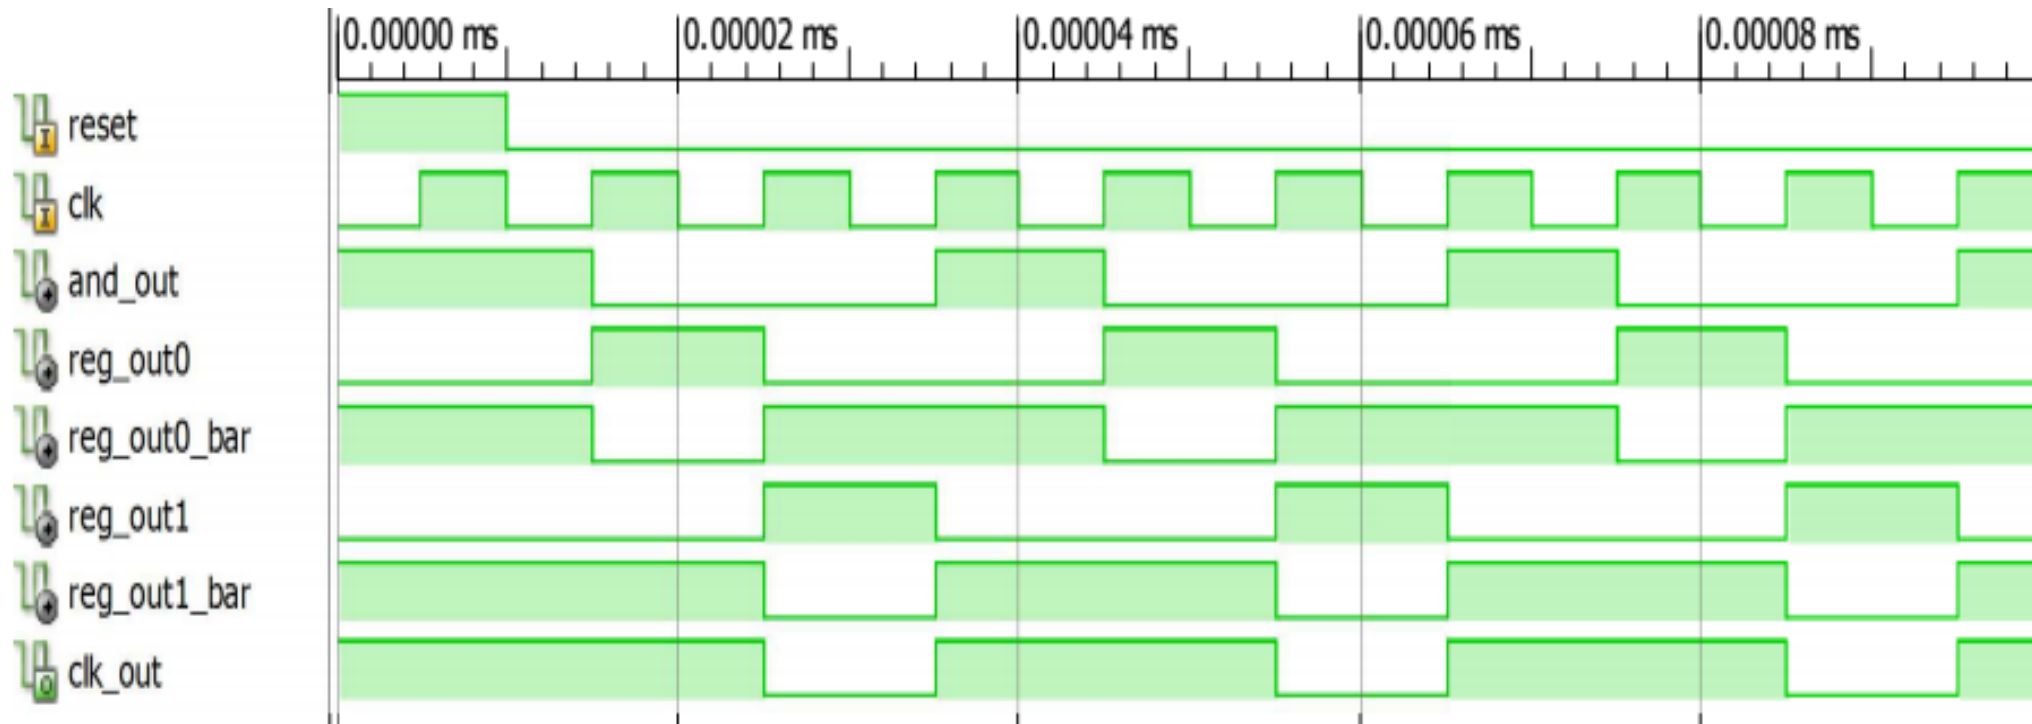 0.00000 ms 0.00002 ms 0.00004 ms 0.00006 ms 0.00008 ms
reset
clk
and_out
reg_out0
reg_out0_bar
reg_out1
reg_out1_bar
clk_out